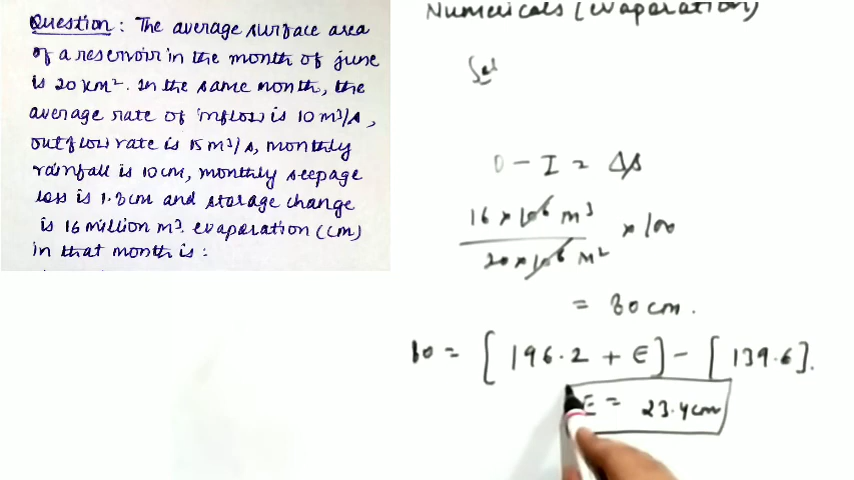 Question: The average surface area
of a reservoir in the month of june
is 20 km². In the same month, the
average rate of inflow is 10 m³/s,
outflow rate is 15 m³/s, monthly
rainfall is 10 cm, monthly seepage
loss is 1.8 cm and storage change
is 16 million m³. evaporation (cm)
in that month is:
Numericals (evaporation)
Sol
O - I = ΔS
16 × 10⁶ m³
20 × 10⁶ m²
× 100
= 80 cm.
80 = [196.2 + E] - [139.6].
E = 23.4 cm